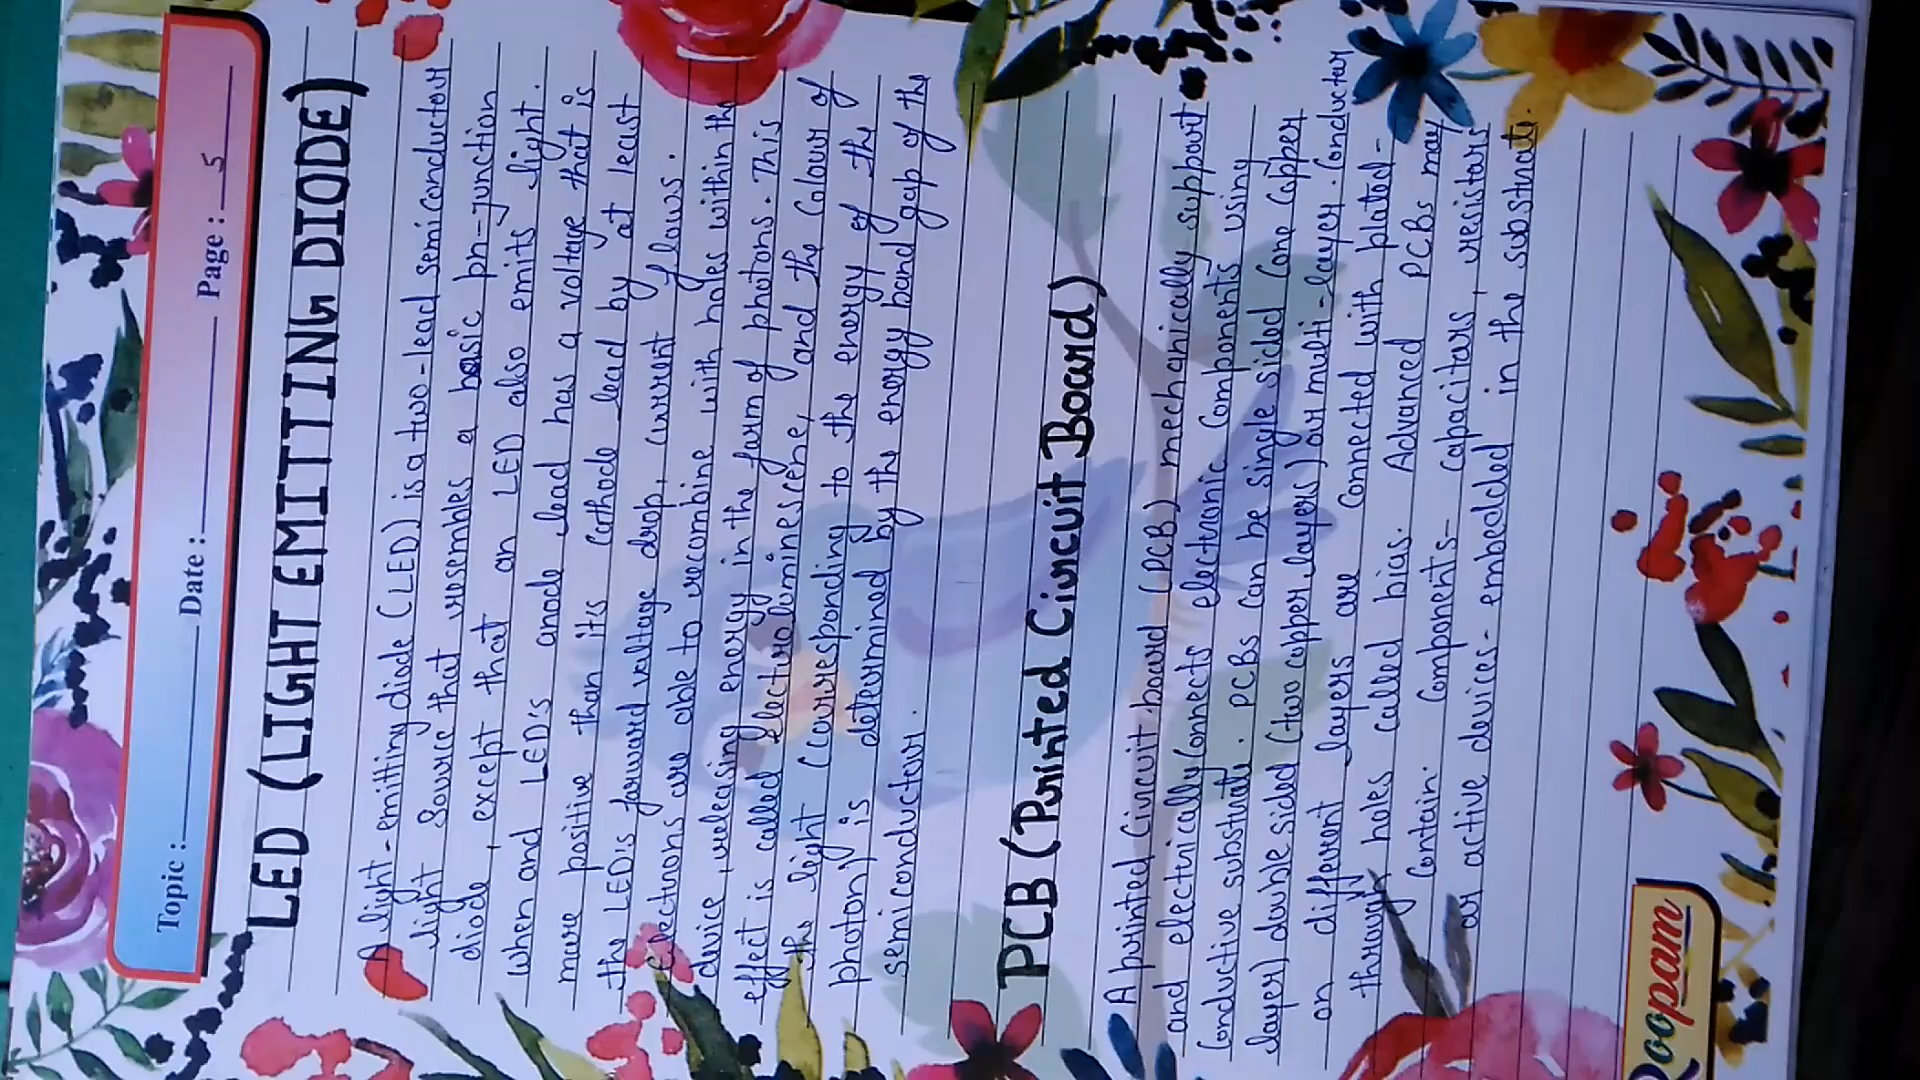 Topic : Date : Page : 5
LED (LIGHT EMITTING DIODE)
A light-emitting diode (LED) is a two-lead semiconductor
light source that resembles a basic pn-junction
diode, except that an LED also emits light.
When and LED's anode lead has a voltage that is
more positive than its cathode lead by at least
the LED's forward voltage drop, current flows.
Electrons are able to recombine with holes within the
device, releasing energy in the form of photons. This
effect is called electroluminescene, and the colour of
the light (corresponding to the energy of the
photon) is determined by the energy band gap of the
semiconductor.
PCB (Printed Circuit Board)
A printed circuit board (PCB) mechanically support
and electrically connects electronic components using
conductive substrate. PCBs can be single sided (one copper
layer) double sided (two copper layers) or multi-layer. Conductor
on different layers are connected with plated-
through holes called bias. Advanced PCBs may
contain. components- capacitors, resistors
or active devices- embedded in the substrate.
Roopam